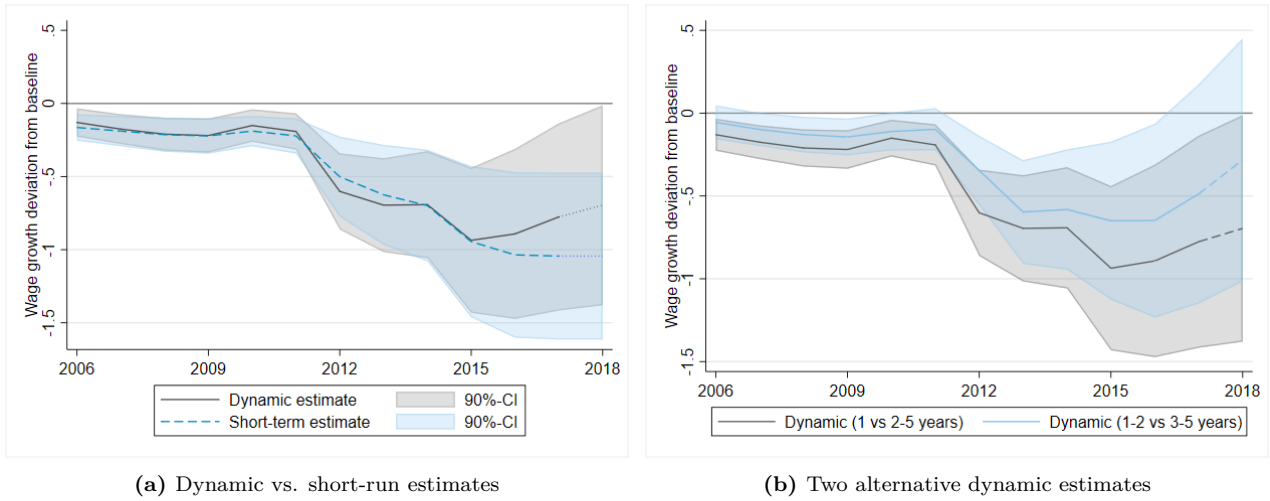 Wage growth deviation from baseline
.5
0
-.5
-1
-1.5
2006 2009 2012 2015 2018
Dynamic estimate 90%-CI
Short-term estimate 90%-CI
(a) Dynamic vs. short-run estimates
Wage growth deviation from baseline
.5
0
-.5
-1
-1.5
2006 2009 2012 2015 2018
Dynamic (1 vs 2-5 years) Dynamic (1-2 vs 3-5 years)
(b) Two alternative dynamic estimates